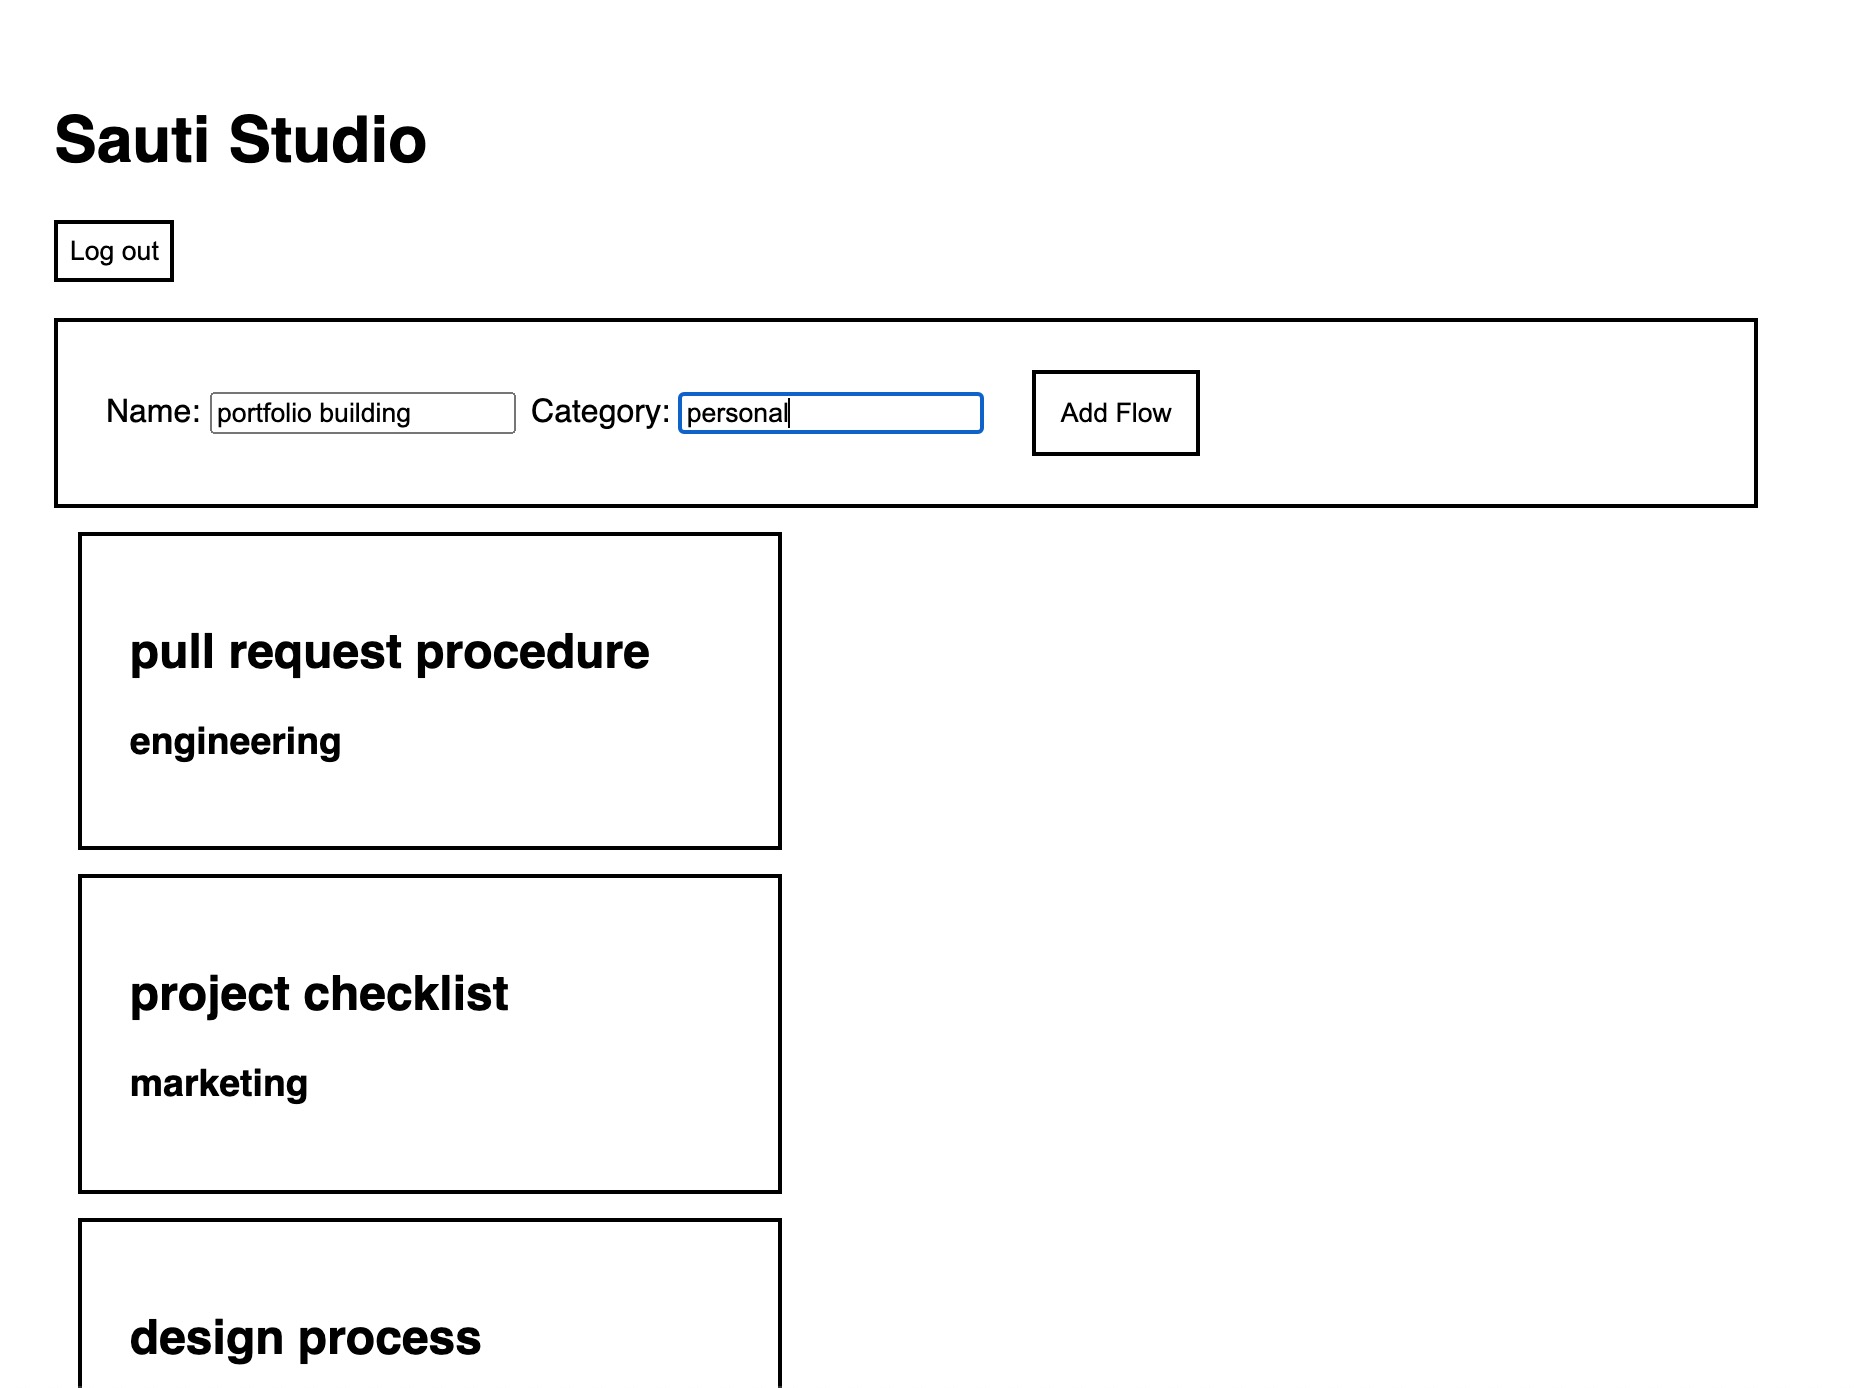 Sauti Studio
Log out
Name: portfolio building Category: personal Add Flow
pull request procedure
engineering
project checklist
marketing
design process